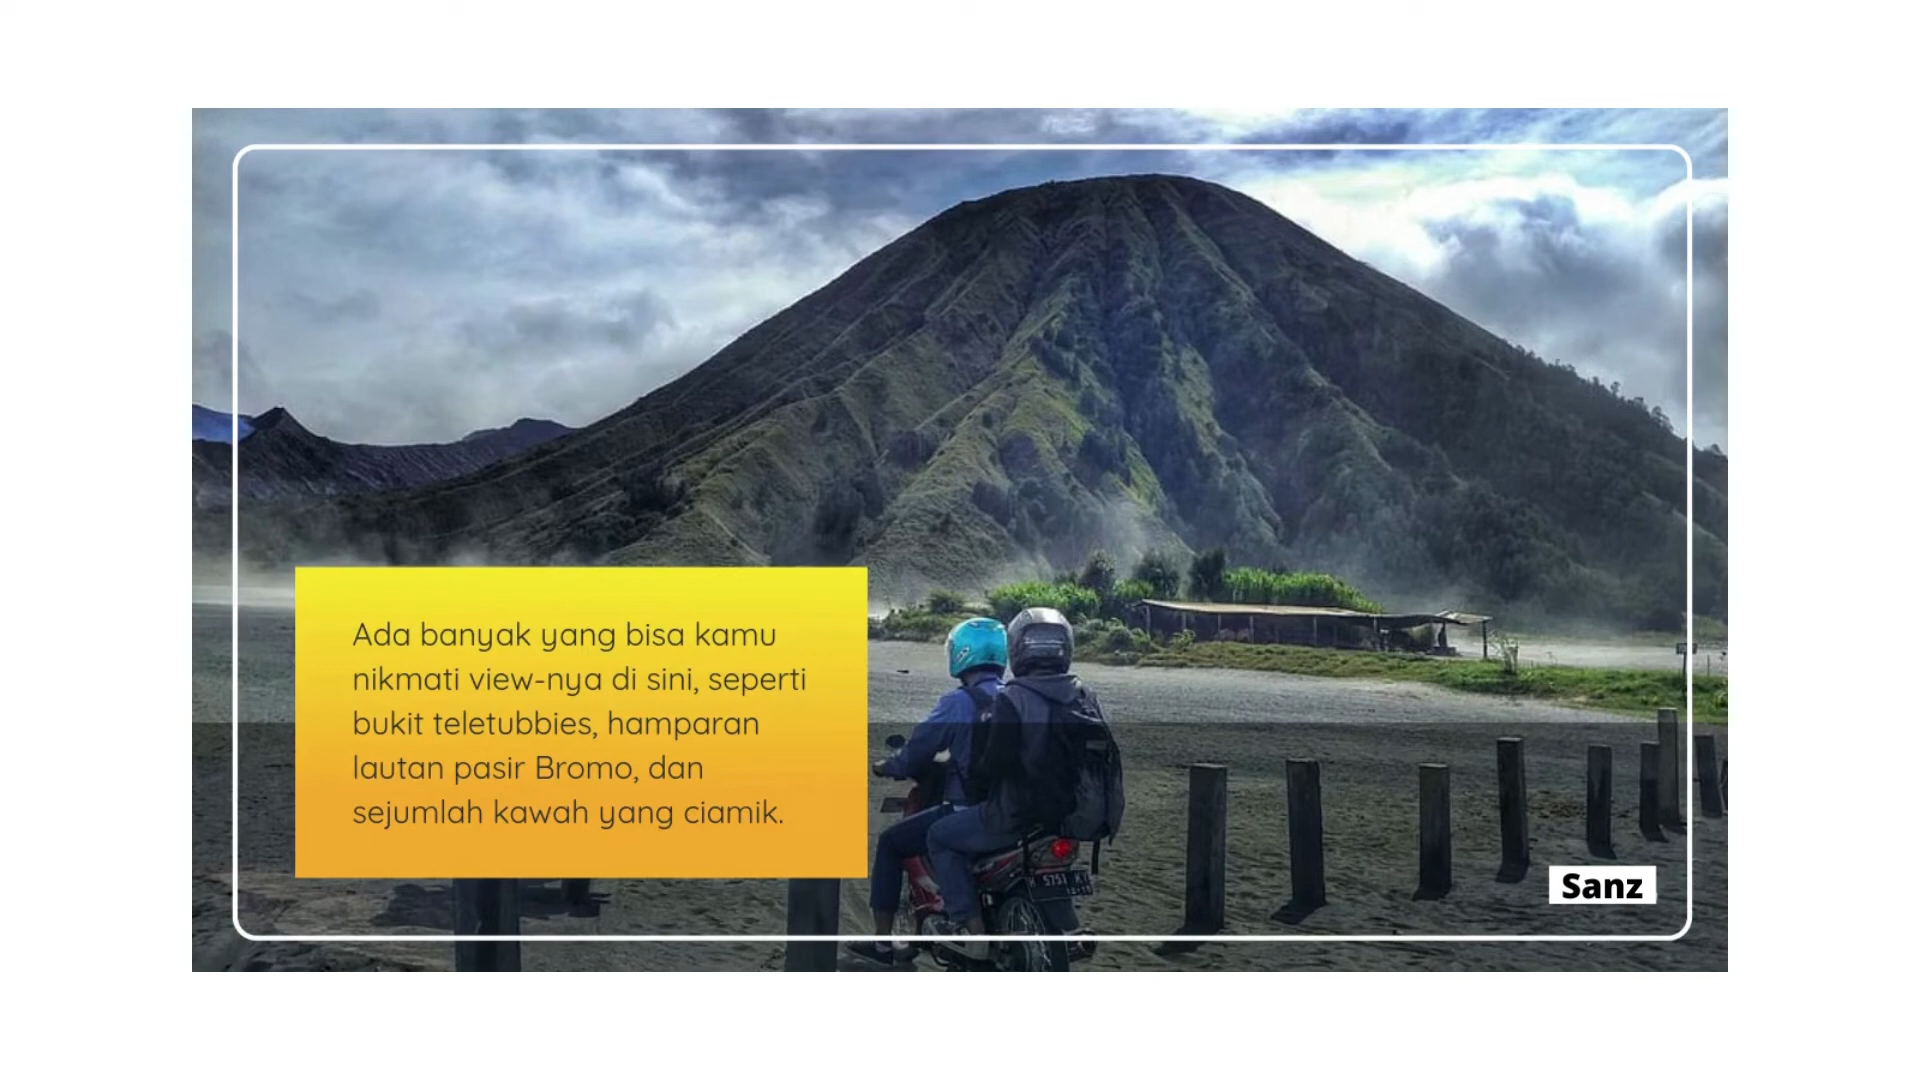 Ada banyak yang bisa kamu
nikmati view-nya di sini, seperti
bukit teletubbies, hamparan
lautan pasir Bromo, dan
sejumlah kawah yang ciamik.
Sanz